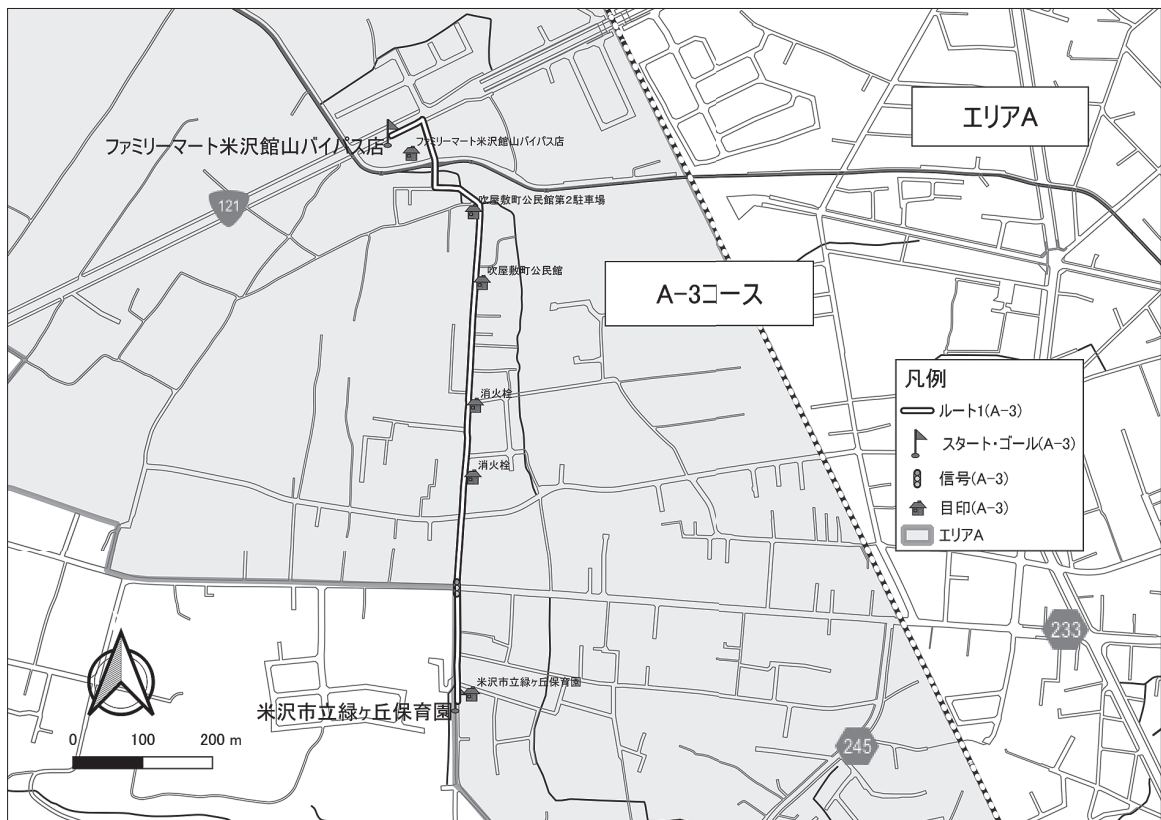 エリアA
ファミリーマート米沢館山バイパス店
ファミリーマート米沢館山バイパス店
121
吹屋敷町公民館第2駐車場
吹屋敷町公民館
A-3コース
凡例
ルート1(A-3)
スタート・ゴール(A-3)
信号(A-3)
目印(A-3)
エリアA
消火栓
消火栓
233
米沢市立緑ヶ丘保育園
米沢市立緑ヶ丘保育園
245
0 100 200 m